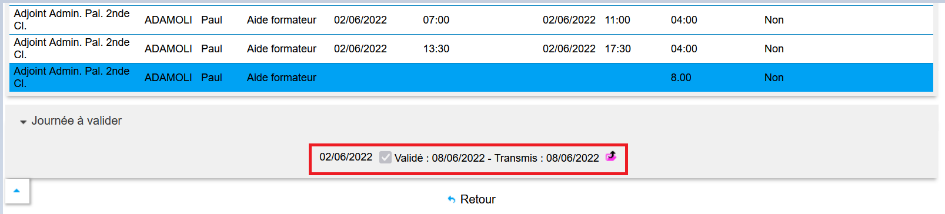 Adjoint Admin. Pal. 2nde Cl. ADAMOLI Paul Aide formateur 02/06/2022 07:00 02/06/2022 11:00 04:00 Non
Adjoint Admin. Pal. 2nde Cl. ADAMOLI Paul Aide formateur 02/06/2022 13:30 02/06/2022 17:30 04:00 Non
Adjoint Admin. Pal. 2nde Cl. ADAMOLI Paul Aide formateur 8.00 Non
Journée à valider
02/06/2022 Validé : 08/06/2022 - Transmis : 08/06/2022
Retour